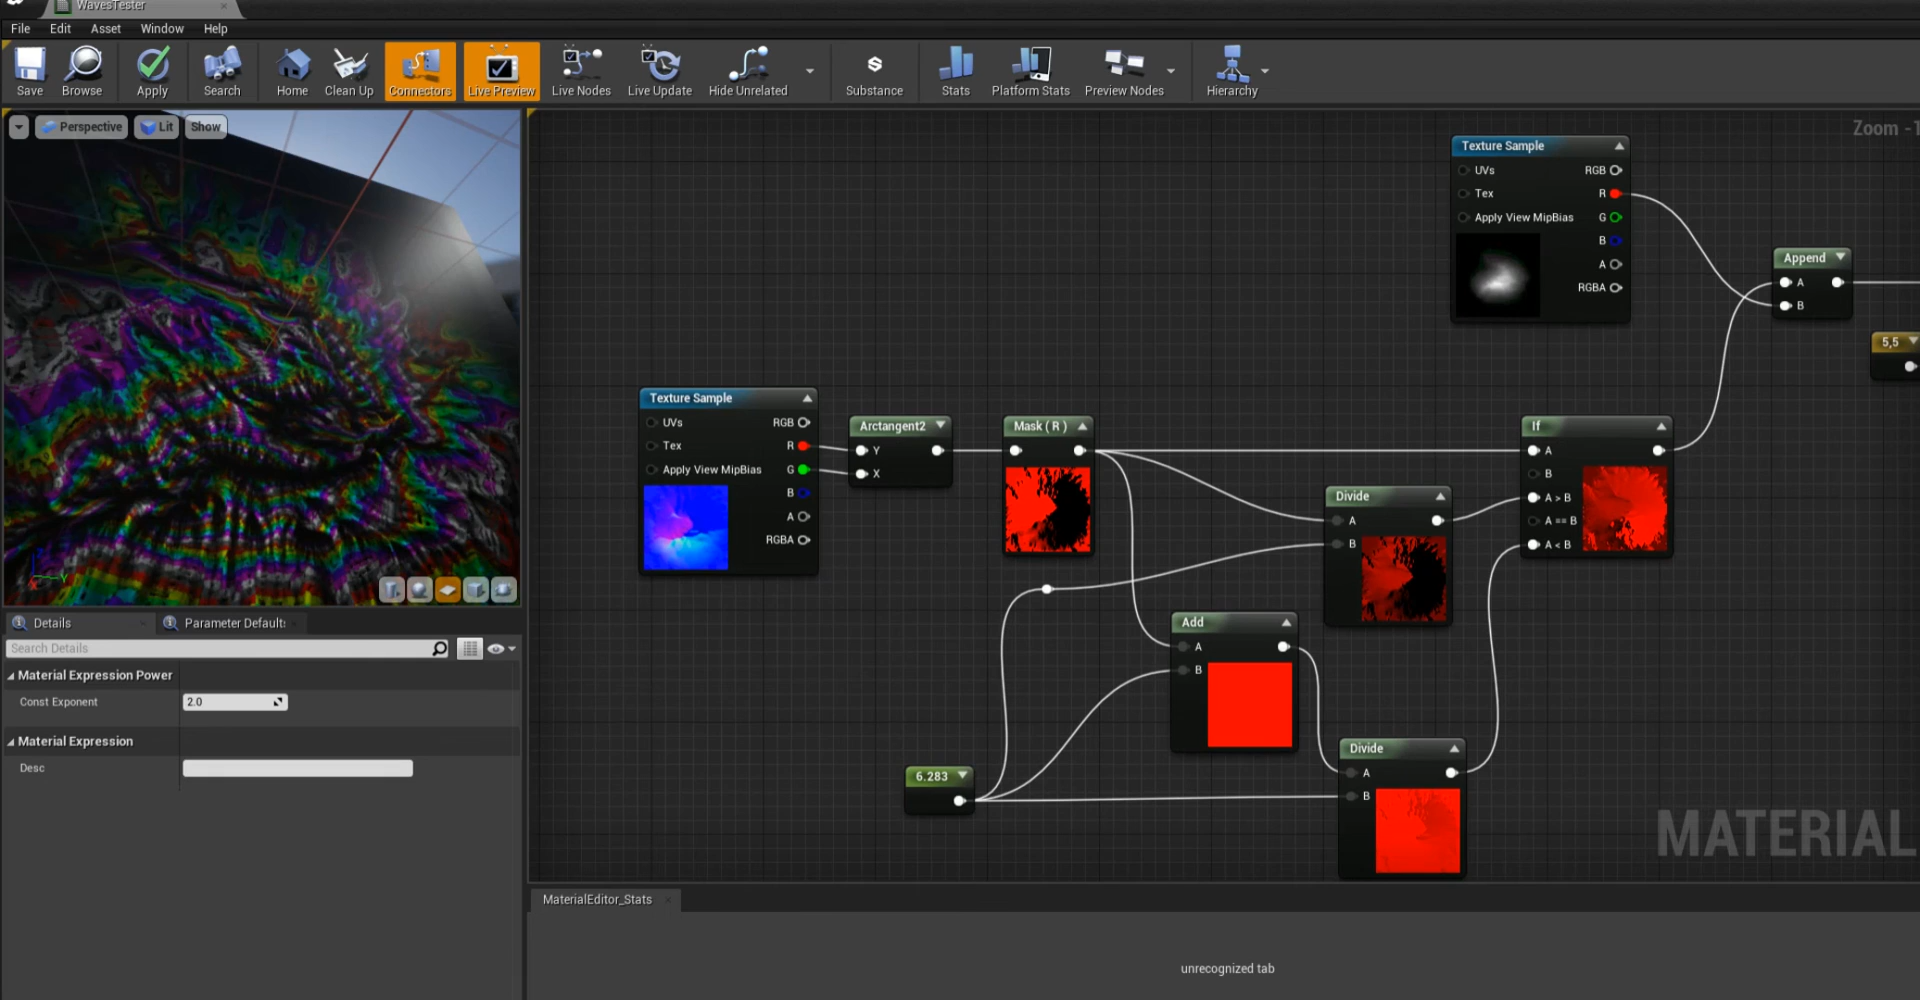 WavesTester
File Edit Asset Window Help
Save Browse Apply Search Home Clean Up Connectors Live Preview Live Nodes Live Update Hide Unrelated Substance Stats Platform Stats Preview Nodes Hierarchy
Perspective Lit Show
Zoom -1
Texture Sample
UVs RGB
Tex R
Apply View MipBias G
B
A
RGBA
Append
A
B
5,5
Texture Sample
UVs RGB
Tex R
Apply View MipBias G
B
A
RGBA
Arctangent2
Y
X
Mask ( R )
If
A
B
A > B
A == B
A < B
Divide
A
B
Add
A
B
6.283
Divide
A
B
MATERIAL
Details Parameter Defaults
Search Details
Material Expression Power
Const Exponent 2.0
Material Expression
Desc
MaterialEditor_Stats
unrecognized tab